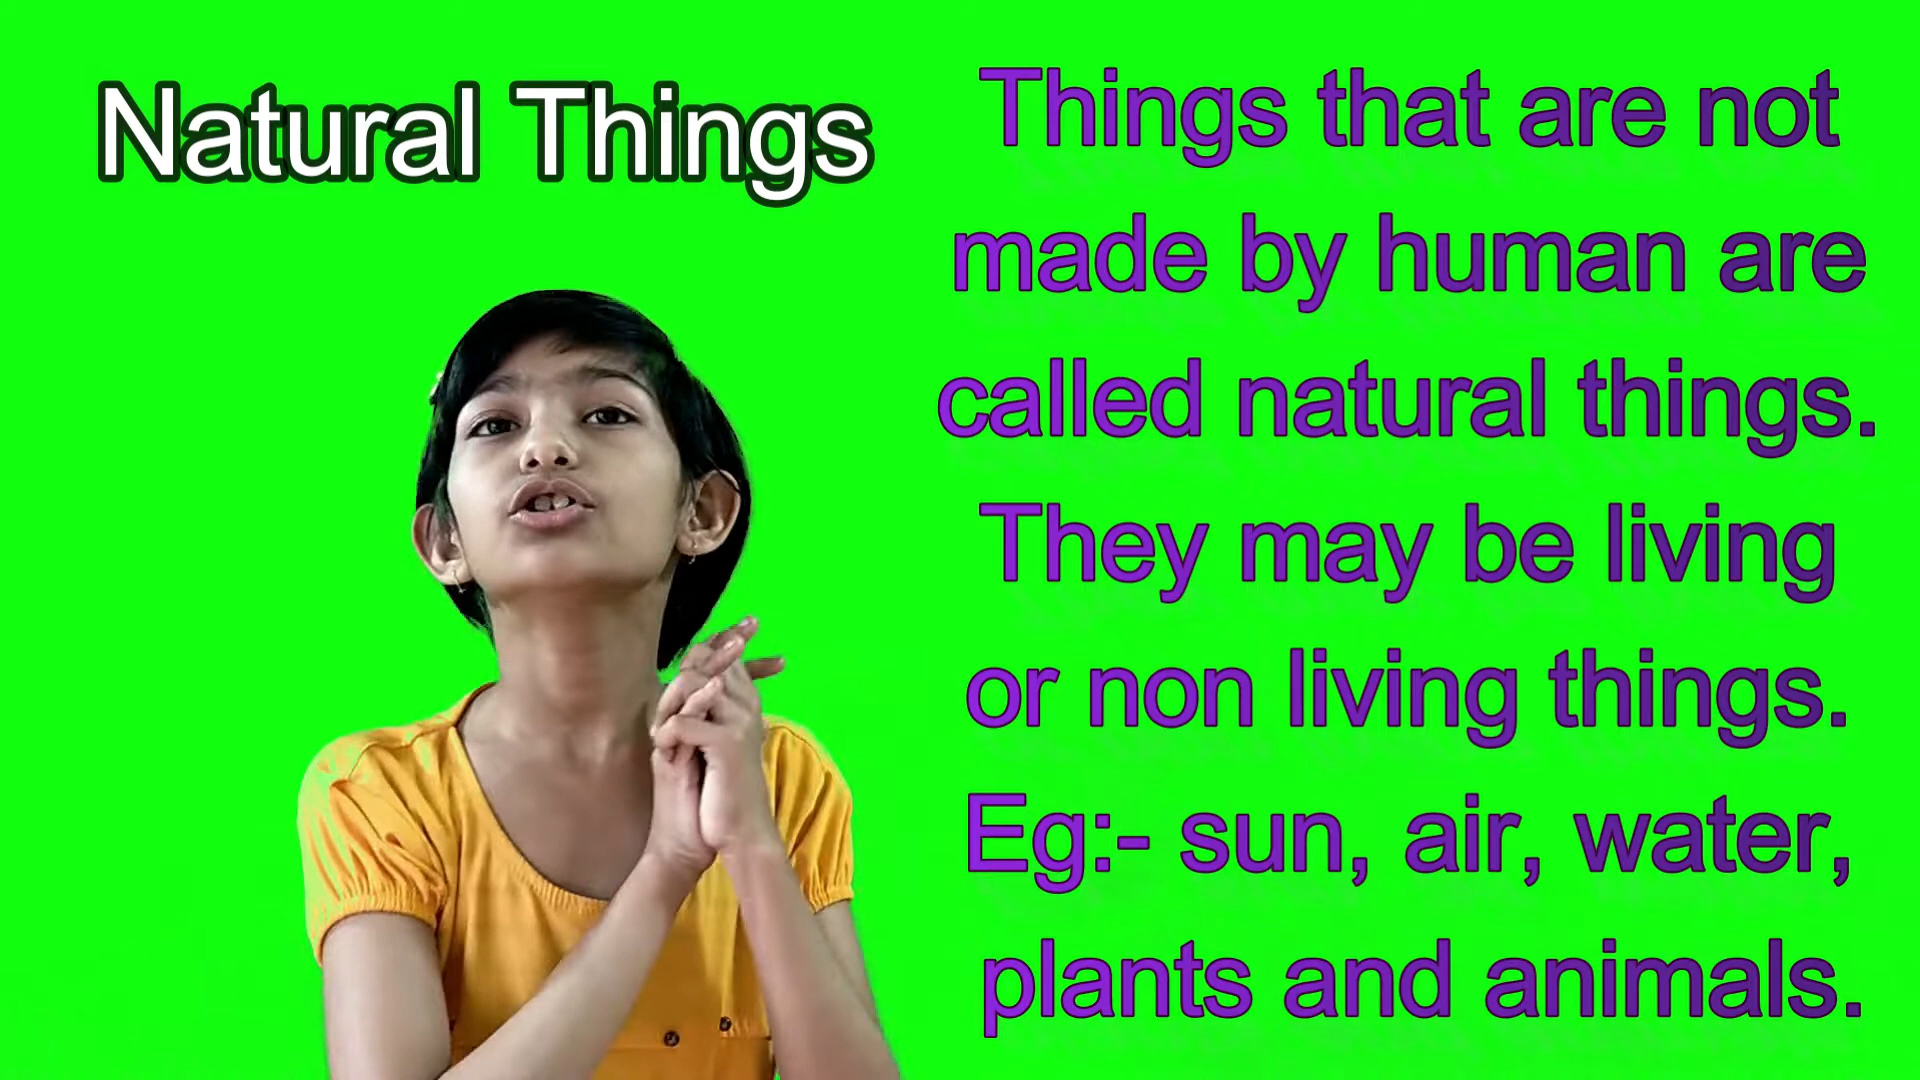 Natural Things
Things that are not
made by human are
called natural things.
They may be living
or non living things.
Eg:- sun, air, water,
plants and animals.